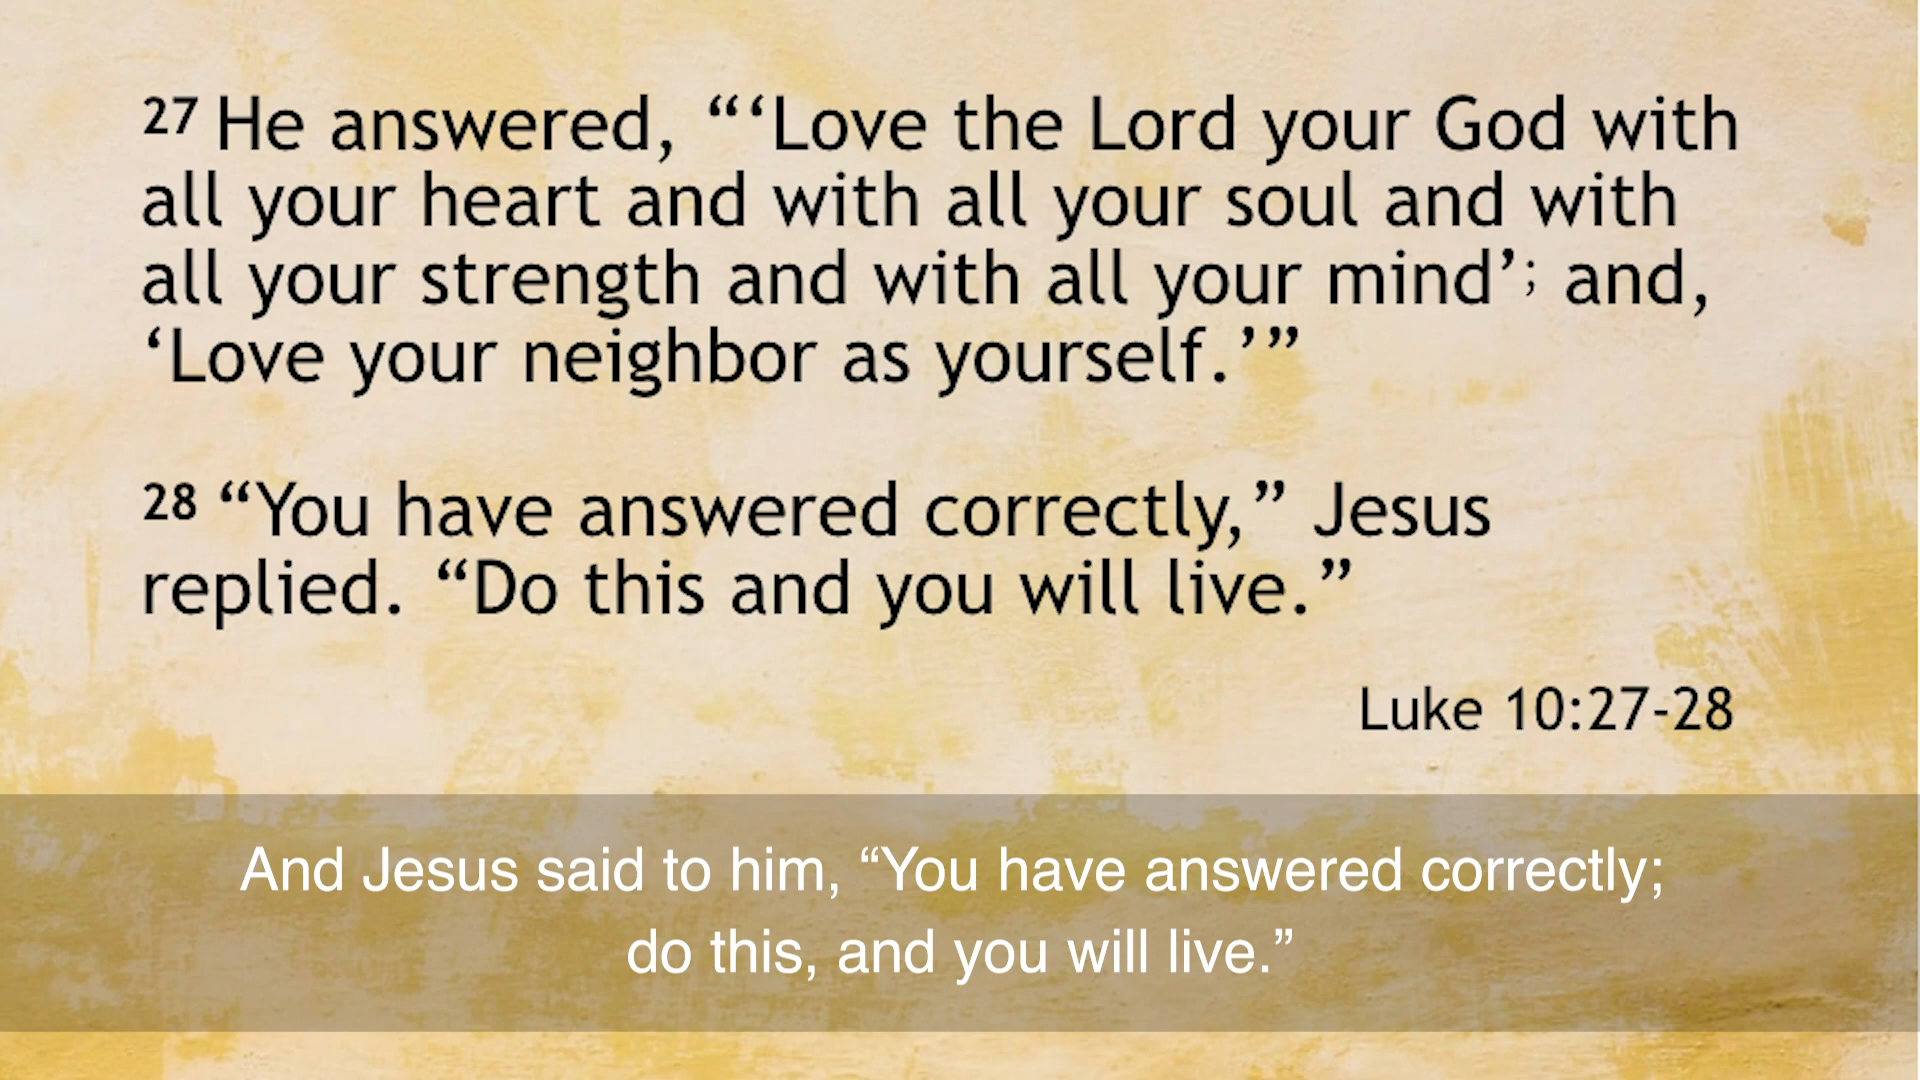 27 He answered, “‘Love the Lord your God with
all your heart and with all your soul and with
all your strength and with all your mind’; and,
‘Love your neighbor as yourself.’”
28 “You have answered correctly,” Jesus
replied. “Do this and you will live.”
Luke 10:27-28
And Jesus said to him, “You have answered correctly;
do this, and you will live.”